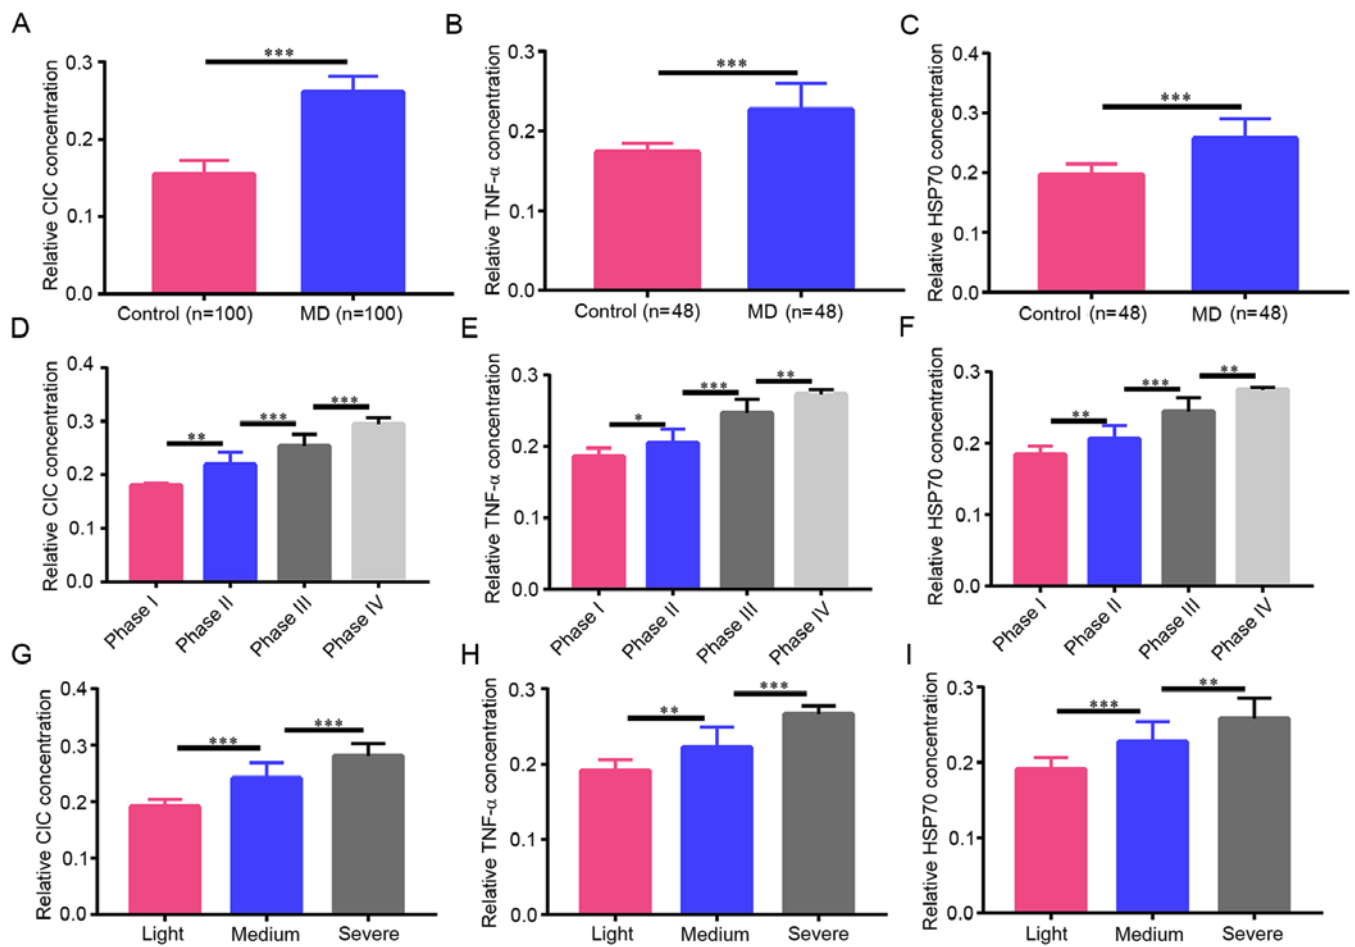 A
Relative CIC concentration
0.3
0.2
0.1
0.0
***
Control (n=100)
MD (n=100)
B
Relative TNF-α concentration
0.3
0.2
0.1
0.0
***
Control (n=48)
MD (n=48)
C
Relative HSP70 concentration
0.4
0.3
0.2
0.1
0.0
***
Control (n=48)
MD (n=48)
D
Relative CIC concentration
0.4
0.3
0.2
0.1
0.0
**
***
***
Phase I
Phase II
Phase III
Phase IV
E
Relative TNF-α concentration
0.3
0.2
0.1
0.0
*
***
**
Phase I
Phase II
Phase III
Phase IV
F
Relative HSP70 concentration
0.3
0.2
0.1
0.0
**
***
**
Phase I
Phase II
Phase III
Phase IV
G
Relative CIC concentration
0.4
0.3
0.2
0.1
0.0
***
***
Light
Medium
Severe
H
Relative TNF-α concentration
0.3
0.2
0.1
0.0
**
***
Light
Medium
Severe
I
Relative HSP70 concentration
0.3
0.2
0.1
0.0
***
**
Light
Medium
Severe